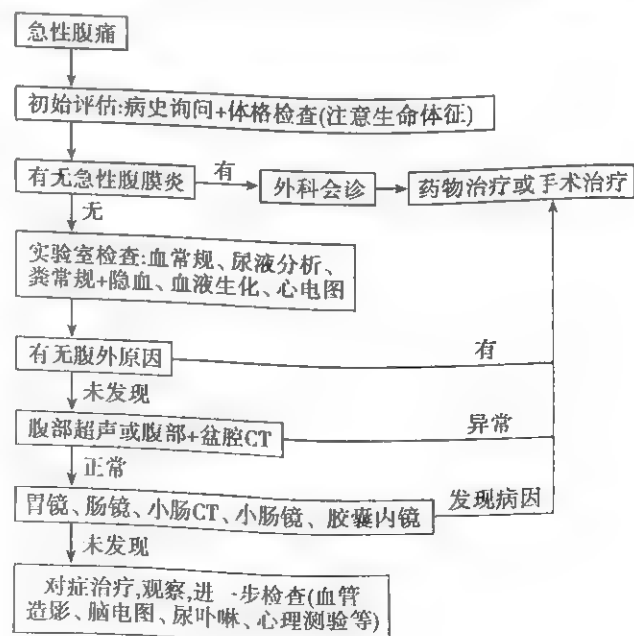 急性腹痛
初始评估:病史询问+体格检查(注意生命体征)
有无急性腹膜炎
有
外科会诊
药物治疗或手术治疗
无
实验室检查:血常规、尿液分析、
粪常规+隐血、血液生化、心电图
有无腹外原因
有
未发现
腹部超声或腹部+盆腔CT
异常
正常
胃镜、肠镜、小肠CT、小肠镜、胶囊内镜
发现病因
未发现
对症治疗,观察,进一步检查(血管
造影、脑电图、尿卟啉、心理测验等)